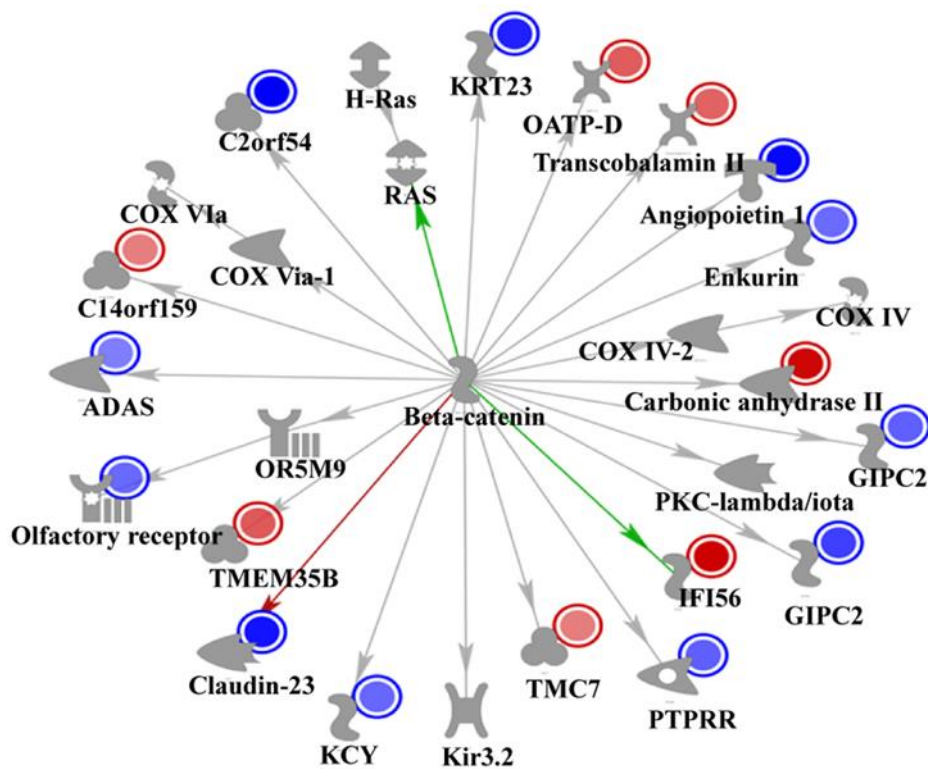 KRT23
H-Ras
OATP-D
C2orf54
Transcobalamin II
RAS
COX VIa
Angiopoietin 1
COX Via-1
Enkurin
C14orf159
COX IV
COX IV-2
ADAS
Beta-catenin
Carbonic anhydrase II
OR5M9
GIPC2
PKC-lambda/iota
Olfactory receptor
TMEM35B
IFI56
GIPC2
Claudin-23
TMC7
PTPRR
KCY
Kir3.2